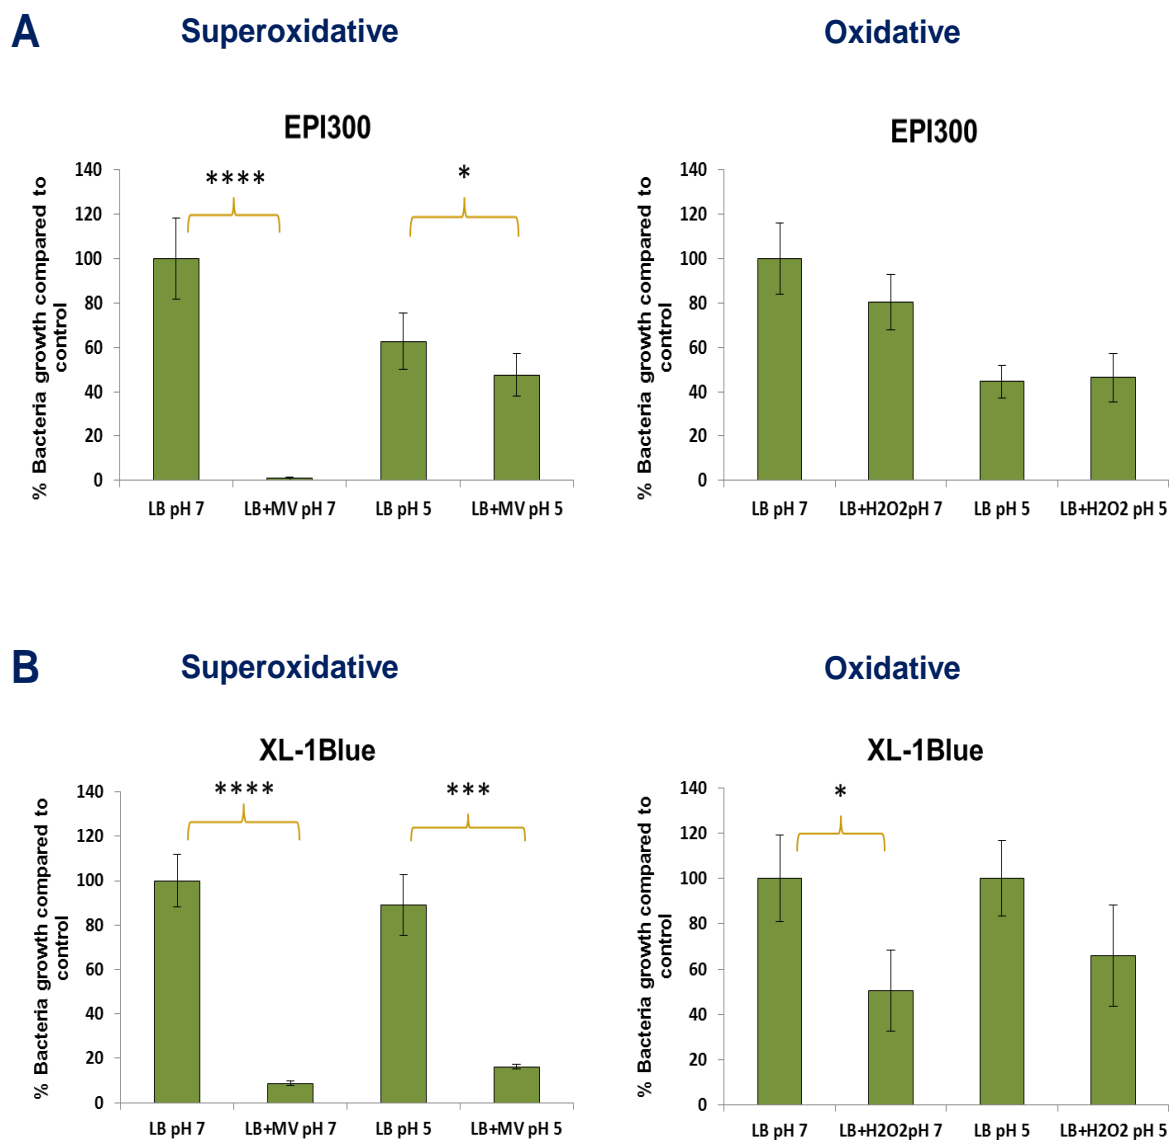 A
Superoxidative
Oxidative
EPI300
EPI300
% Bacteria growth compared to
control
140
120
100
80
60
40
20
0
****
*
LB pH 7
LB+MV pH 7
LB pH 5
LB+MV pH 5
% Bacteria growth compared to
control
140
120
100
80
60
40
20
0
LB pH 7
LB+H2O2pH 7
LB pH 5
LB+H2O2 pH 5
B
Superoxidative
Oxidative
XL-1Blue
XL-1Blue
% Bacteria growth compared to
control
140
120
100
80
60
40
20
0
****
***
LB pH 7
LB+MV pH 7
LB pH 5
LB+MV pH 5
% Bacteria growth compared to
control
140
120
100
80
60
40
20
0
*
LB pH 7
LB+H2O2pH 7
LB pH 5
LB+H2O2 pH 5